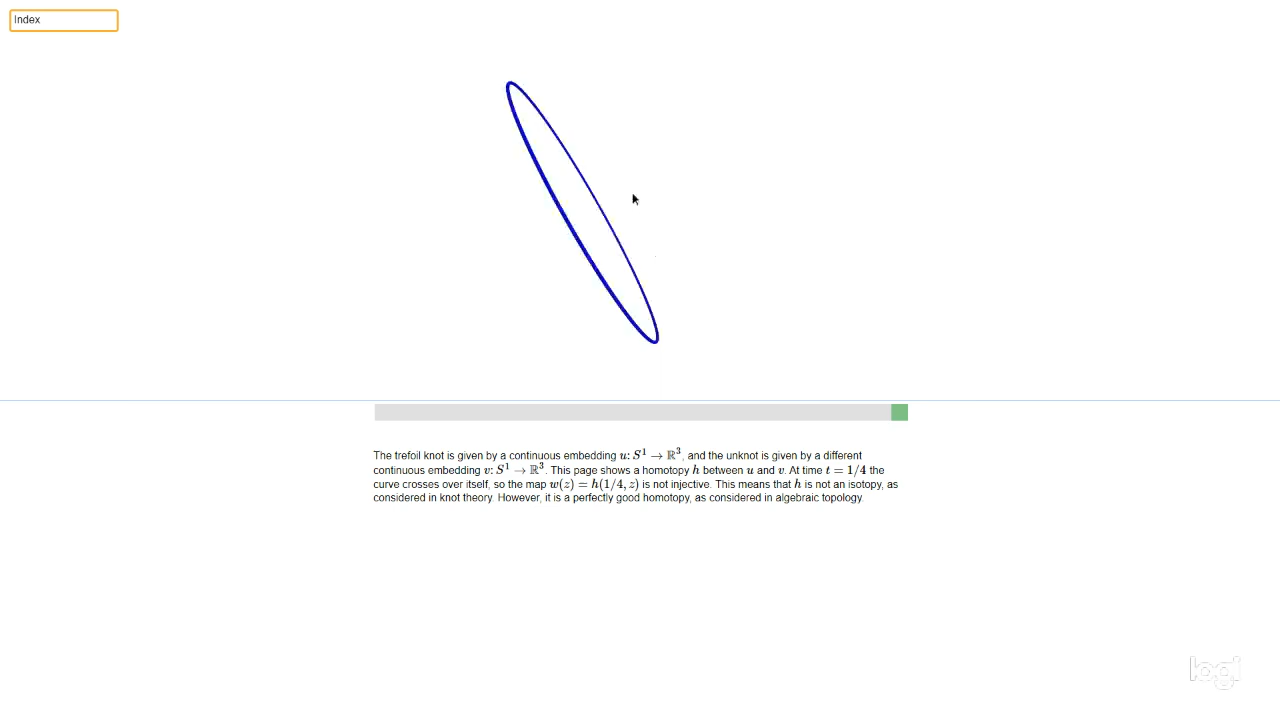 Index
The trefoil knot is given by a continuous embedding u: S¹ → ℝ³, and the unknot is given by a different
continuous embedding v: S¹ → ℝ³. This page shows a homotopy h between u and v. At time t = 1/4 the
curve crosses over itself, so the map w(z) = h(1/4, z) is not injective. This means that h is not an isotopy, as
considered in knot theory. However, it is a perfectly good homotopy, as considered in algebraic topology.
logi